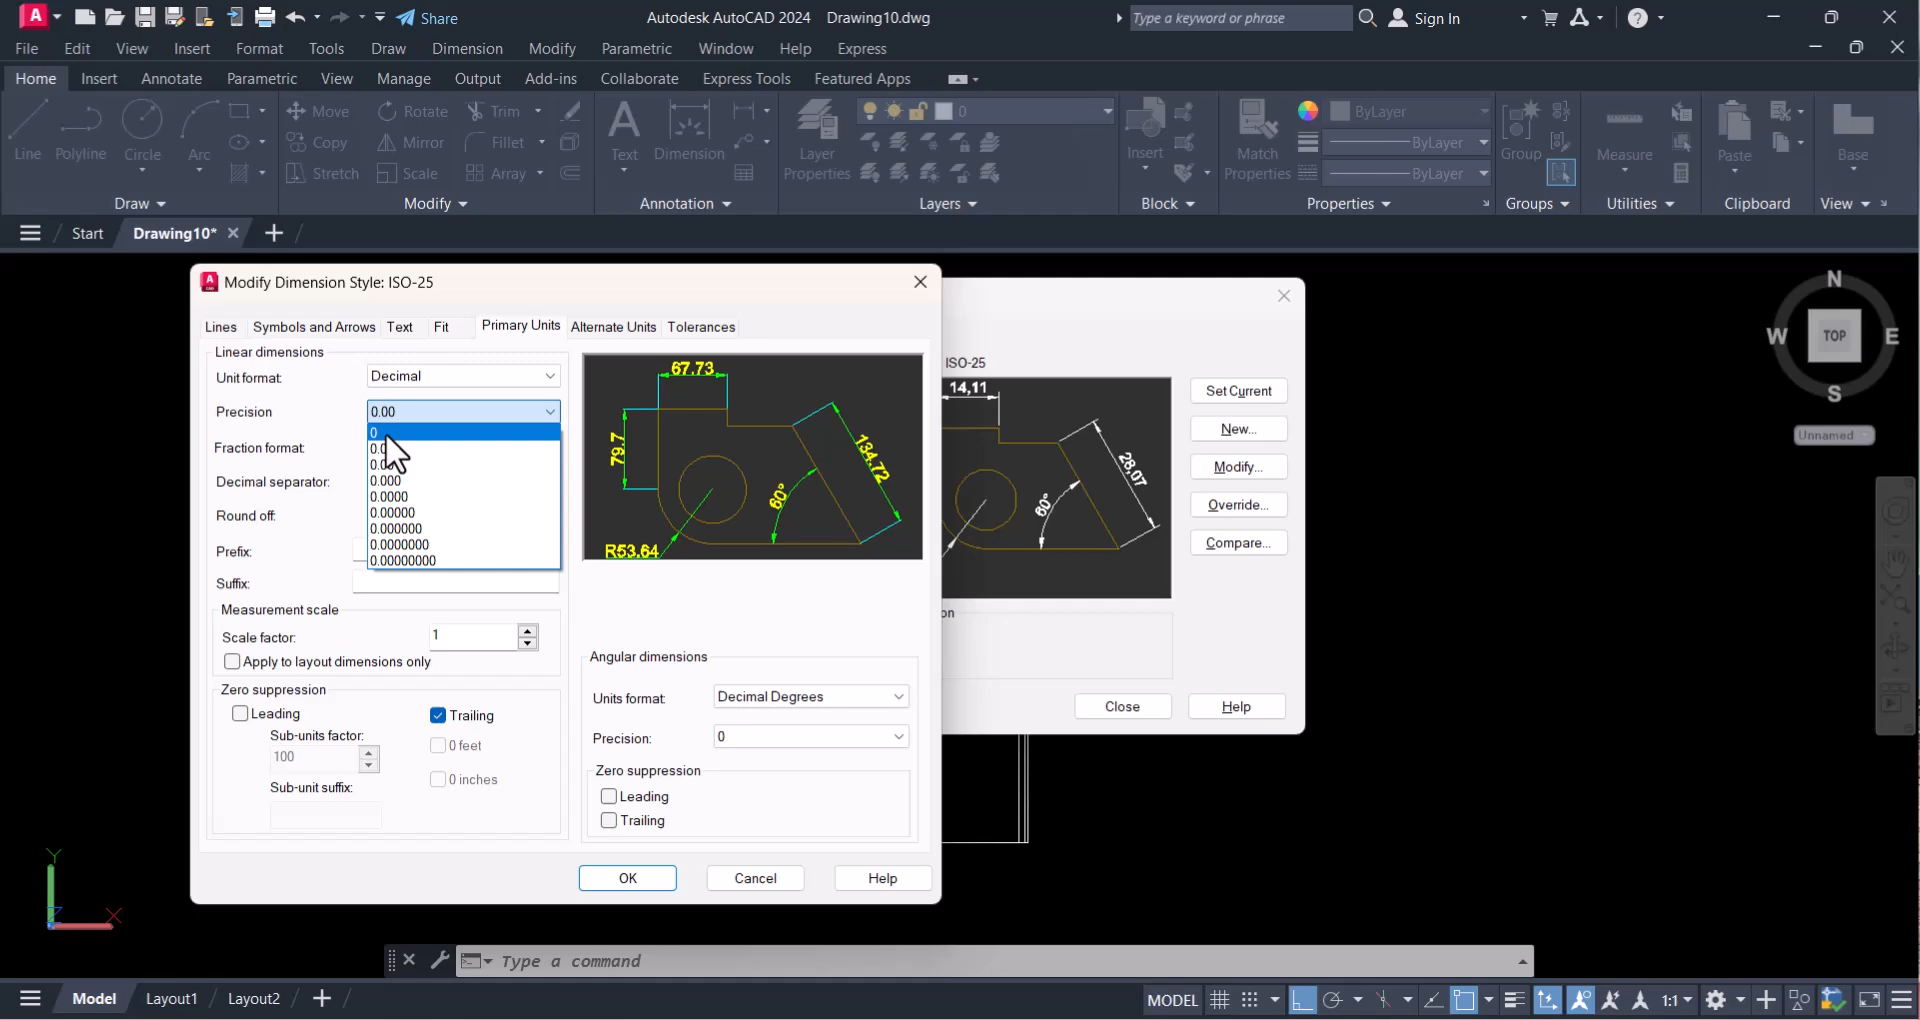 Share
Autodesk AutoCAD 2024 Drawing10.dwg
Type a keyword or phrase
Sign In
File Edit View Insert Format Tools Draw Dimension Modify Parametric Window Help Express
Home Insert Annotate Parametric View Manage Output Add-ins Collaborate Express Tools Featured Apps
Line Polyline Circle Arc
Move Rotate Trim
Copy Mirror Fillet
Stretch Scale Array
Text Dimension
Layer
Properties
0
Insert
Match
Properties
ByLayer
ByLayer
ByLayer
Group
Measure
Paste
Base
Draw Modify Annotation Layers Block Properties Groups Utilities Clipboard View
Start Drawing10*
Modify Dimension Style: ISO-25
Lines Symbols and Arrows Text Fit Primary Units Alternate Units Tolerances
Linear dimensions
Unit format: Decimal
Precision 0.00
0
Fraction format:
0.000
0.0000
0.00000
0.000000
0.0000000
0.00000000
Decimal separator:
Round off:
Prefix:
Suffix:
Measurement scale
Scale factor: 1
Apply to layout dimensions only
Zero suppression
Leading
Trailing
Sub-units factor:
100
0 feet
Sub-unit suffix:
0 inches
67.73
79.7
134.72
60°
R53.64
Angular dimensions
Units format: Decimal Degrees
Precision: 0
Zero suppression
Leading
Trailing
OK Cancel Help
ISO-25
14,11
28,07
60°
on
Set Current
New...
Modify...
Override...
Compare...
Close Help
N
W TOP E
S
Unnamed
Y
X
Type a command
Model Layout1 Layout2
MODEL
1:1